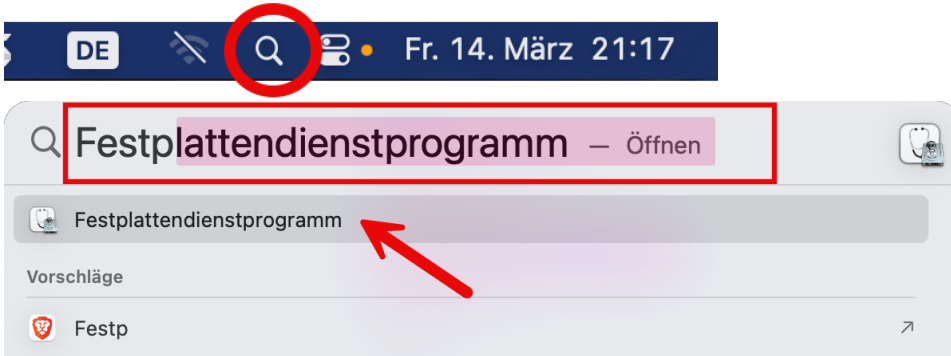 DE Fr. 14. März 21:17
Festplattendienstprogramm — Öffnen
Festplattendienstprogramm
Vorschläge
Festp